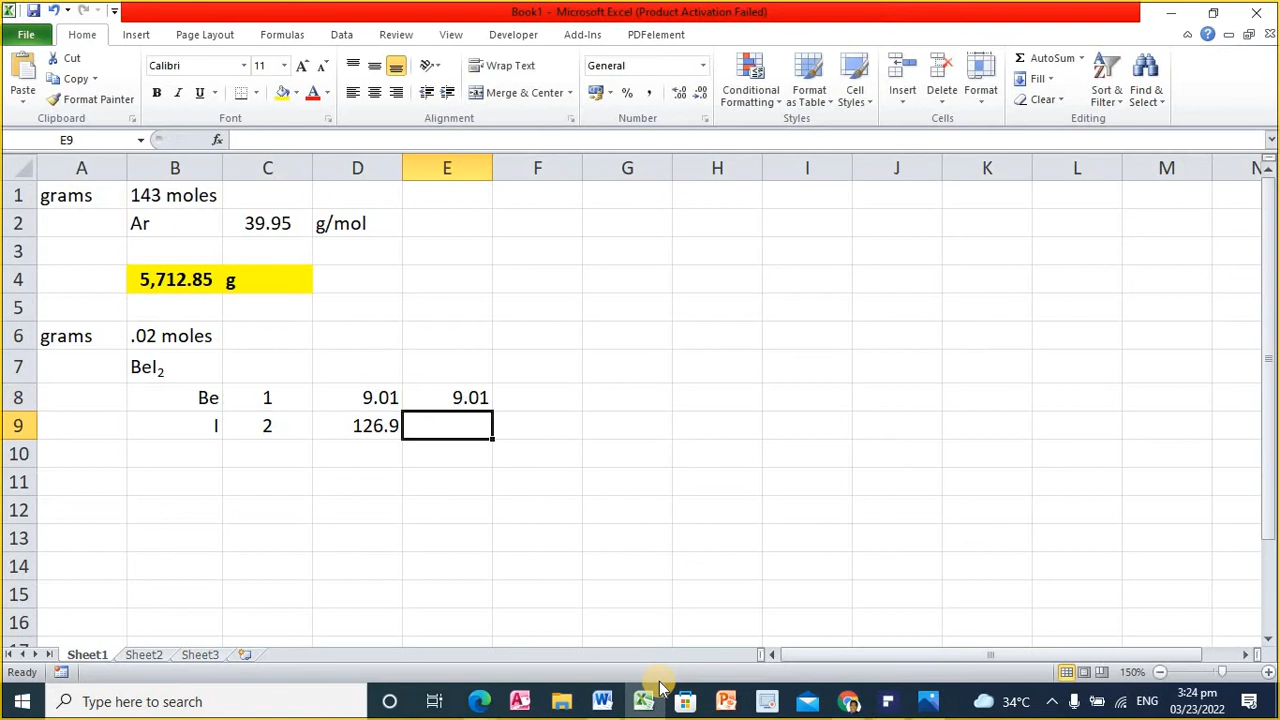 Book1 - Microsoft Excel (Product Activation Failed)
File Home Insert Page Layout Formulas Data Review View Developer Add-Ins PDFelement
Paste
Cut
Copy
Format Painter
Clipboard
Calibri 11
B I U
Font
Wrap Text
Merge & Center
Alignment
General
%
Number
Conditional Formatting
Format as Table
Cell Styles
Styles
Insert Delete Format
Cells
AutoSum
Fill
Clear
Sort & Filter
Find & Select
Editing
E9 fx
A B C D E F G H I J K L M N
1 grams 143 moles
2 Ar 39.95 g/mol
3
4 5,712.85 g
5
6 grams .02 moles
7 BeI₂
8 Be 1 9.01 9.01
9 I 2 126.9
10
11
12
13
14
15
16
17
Sheet1 Sheet2 Sheet3
Ready 150%
Type here to search
34°C ENG
3:24 pm
03/23/2022